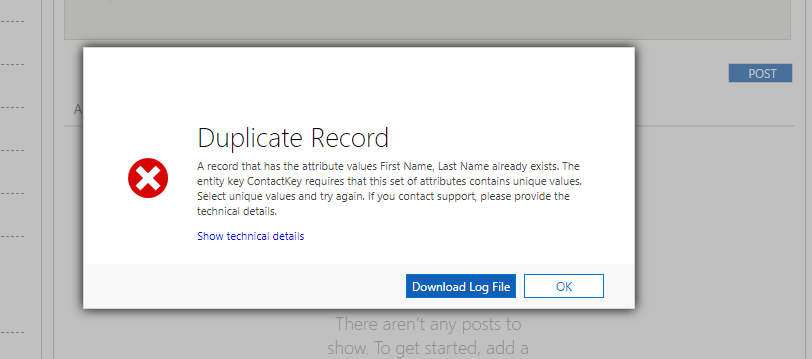 POST
A
Duplicate Record
A record that has the attribute values First Name, Last Name already exists. The
entity key ContactKey requires that this set of attributes contains unique values.
Select unique values and try again. If you contact support, please provide the
technical details.
Show technical details
Download Log File
OK
There aren't any posts to
show. To get started, add a